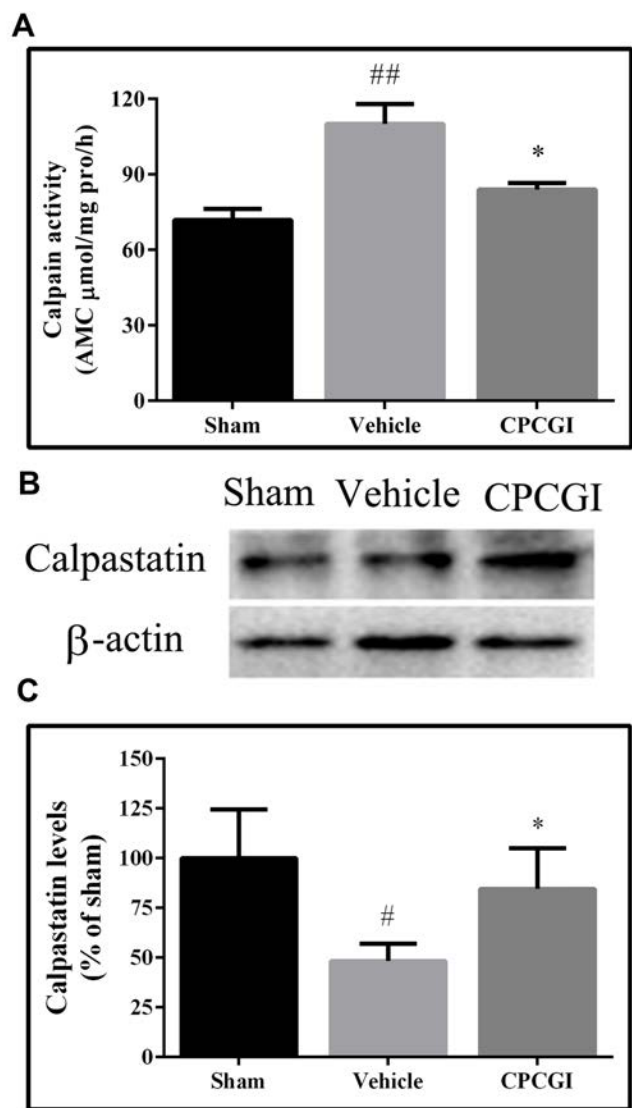 A
Calpain activity
(AMC μmol/mg pro/h)
120
90
60
30
0
##
*
Sham Vehicle CPCGI
B
Sham Vehicle CPCGI
Calpastatin
β-actin
C
Calpastatin levels
(% of sham)
150
125
100
75
50
25
0
#
*
Sham Vehicle CPCGI